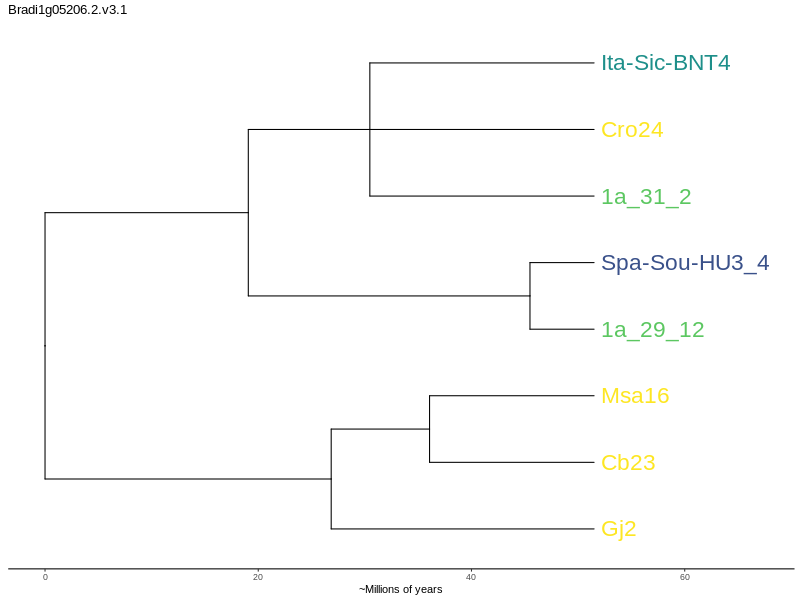 Bradi1g05206.2.v3.1
Ita-Sic-BNT4
Cro24
1a_31_2
Spa-Sou-HU3_4
1a_29_12
Msa16
Cb23
Gj2
0 20 40 60
~Millions of years